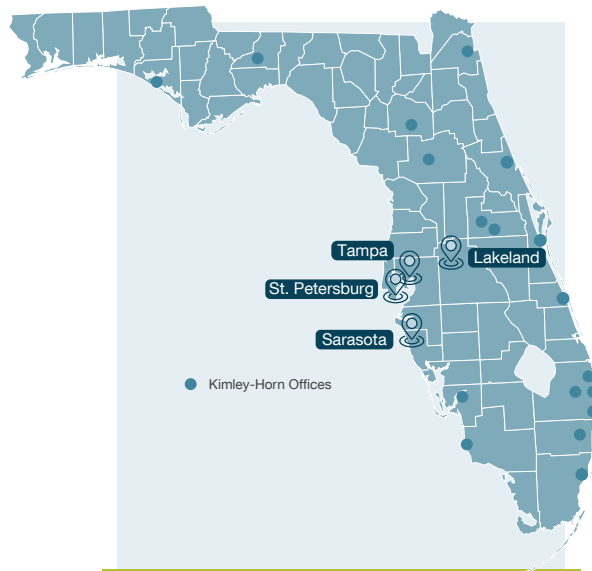 Tampa
Lakeland
St. Petersburg
Sarasota
Kimley-Horn Offices